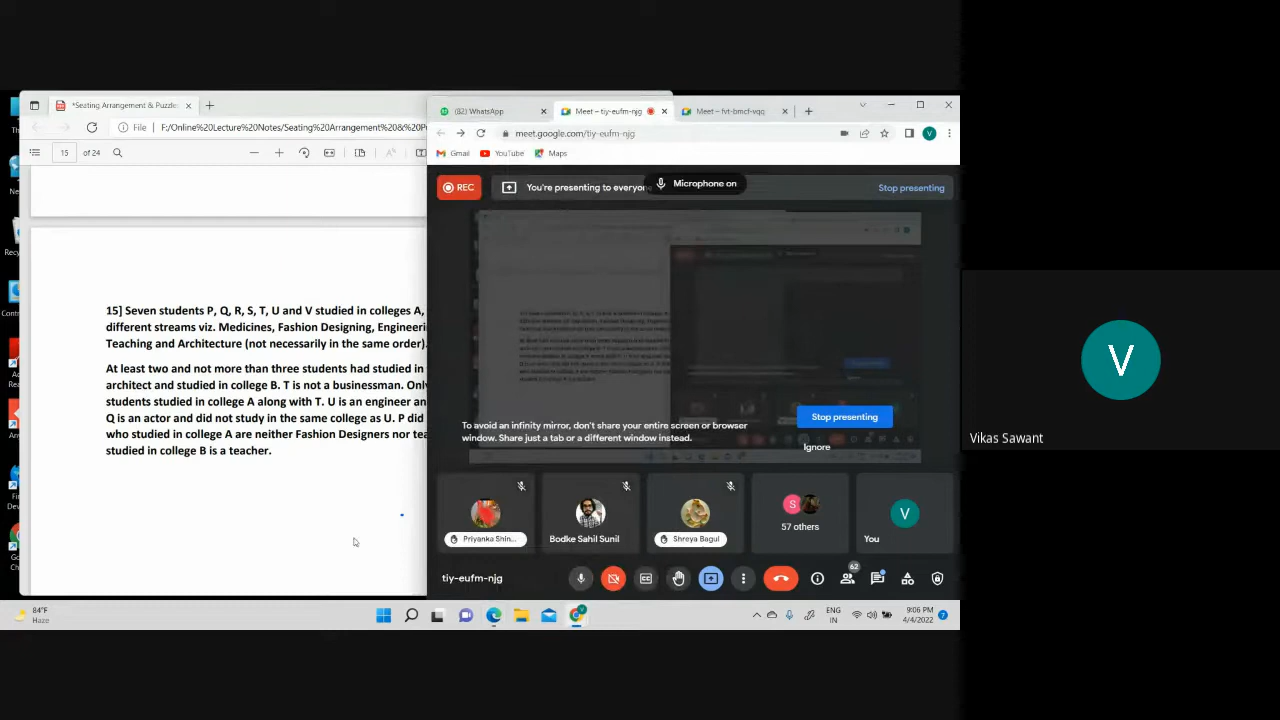 *Seating Arrangement & Puzzle
File
F:/Online%20Lecture%20Notes/Seating%20Arrangement%20&%20P
15 of 24
15] Seven students P, Q, R, S, T, U and V studied in colleges A,
different streams viz. Medicines, Fashion Designing, Engineeri
Teaching and Architecture (not necessarily in the same order).
At least two and not more than three students had studied in
architect and studied in college B. T is not a businessman. Onl
students studied in college A along with T. U is an engineer an
Q is an actor and did not study in the same college as U. P did
who studied in college A are neither Fashion Designers nor tea
studied in college B is a teacher.
(82) WhatsApp
Meet – tiy-eufm-njg
Meet – fvt-bmcf-vqq
meet.google.com/tiy-eufm-njg
V
Gmail YouTube Maps
REC
You're presenting to everyone
Microphone on
Stop presenting
To avoid an infinity mirror, don't share your entire screen or browser
window. Share just a tab or a different window instead.
Stop presenting
Ignore
Priyanka Shin...
Bodke Sahil Sunil
Shreya Bagul
S
57 others
V
You
tiy-eufm-njg
62
84°F
Haze
ENG
IN
9:06 PM
4/4/2022
7
V
Vikas Sawant